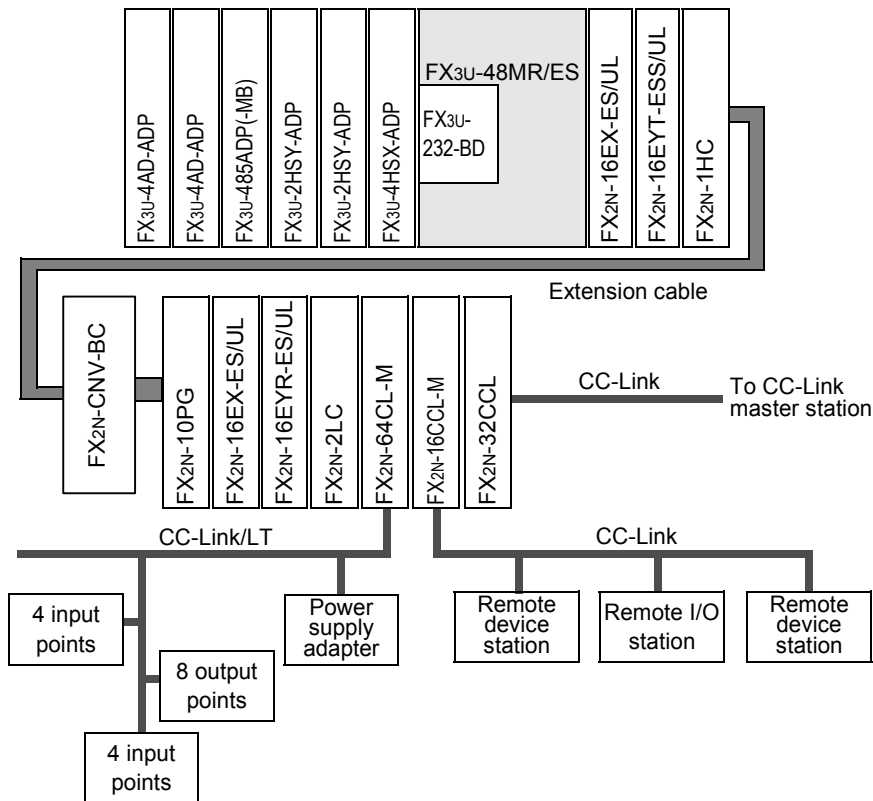 FX3U-4AD-ADP
FX3U-4AD-ADP
FX3U-485ADP(-MB)
FX3U-2HSY-ADP
FX3U-2HSY-ADP
FX3U-4HSX-ADP
FX3U-48MR/ES
FX3U-
232-BD
FX2N-16EX-ES/UL
FX2N-16EYT-ESS/UL
FX2N-1HC
Extension cable
FX2N-CNV-BC
FX2N-10PG
FX2N-16EX-ES/UL
FX2N-16EYR-ES/UL
FX2N-2LC
FX2N-64CL-M
FX2N-16CCL-M
FX2N-32CCL
CC-Link
To CC-Link
master station
CC-Link/LT
CC-Link
4 input
points
8 output
points
4 input
points
Power
supply
adapter
Remote
device
station
Remote I/O
station
Remote
device
station